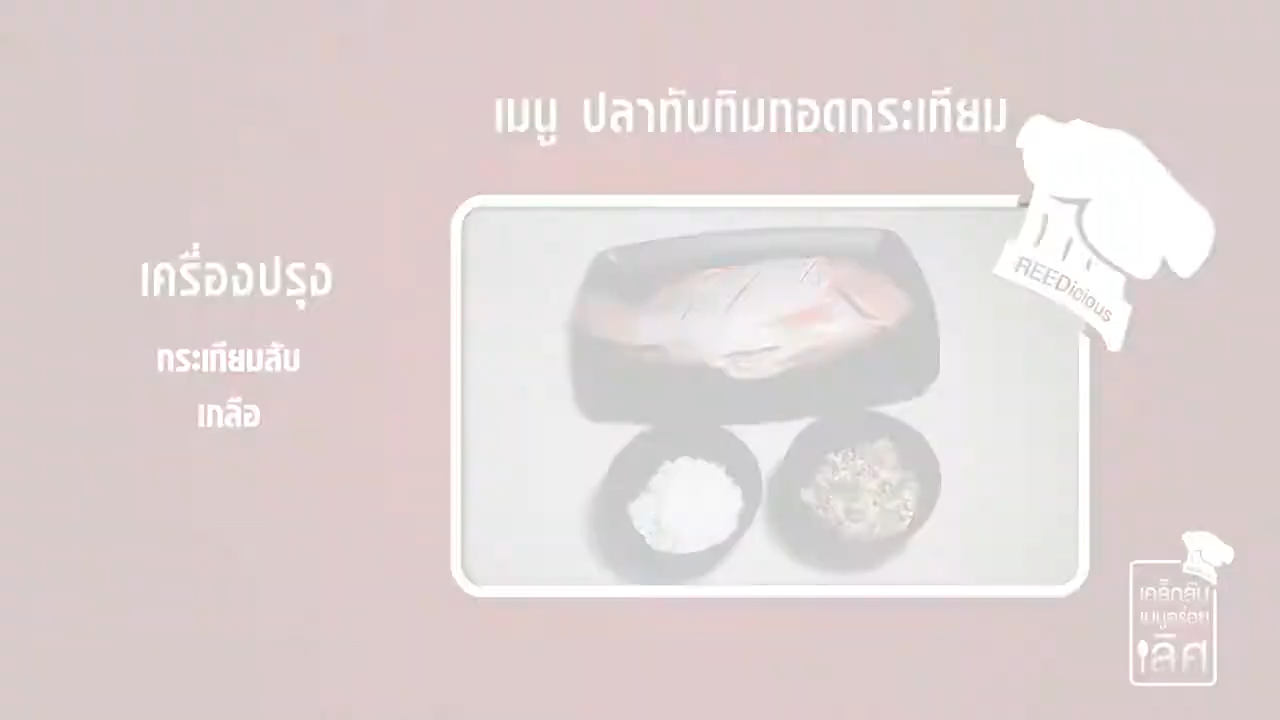 เมนู ปลาทับทิมทอดกระเทียม
เครื่องปรุง
กระเทียมสับ
เกลือ
REEDicious
เคล็กลับ
เมนูอร่อย
เลิศ